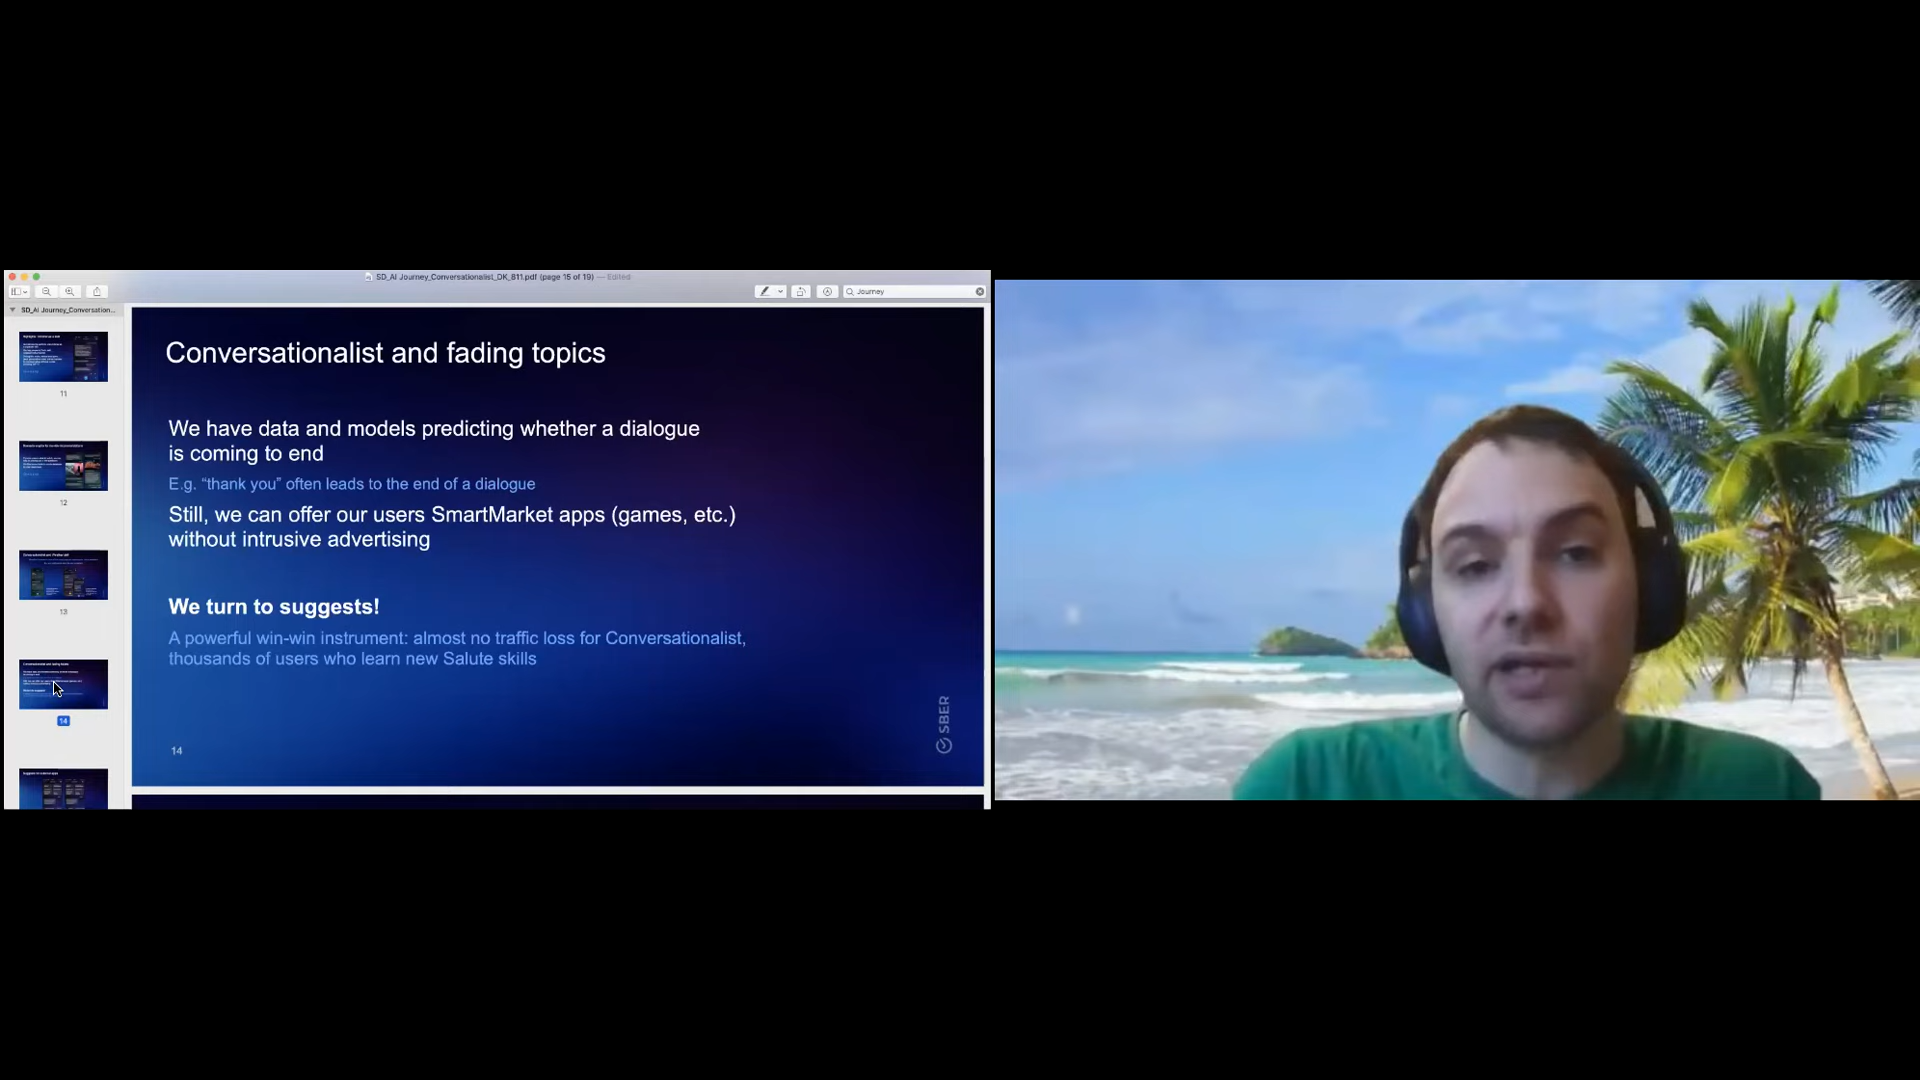 SD_AI Journey_Conversationalist_DK_811.pdf (page 15 of 19) — Edited
Journey
SD_AI Journey_Conversation...
11
12
13
14
Conversationalist and fading topics
We have data and models predicting whether a dialogue
is coming to end
E.g. “thank you” often leads to the end of a dialogue
Still, we can offer our users SmartMarket apps (games, etc.)
without intrusive advertising
We turn to suggests!
A powerful win-win instrument: almost no traffic loss for Conversationalist,
thousands of users who learn new Salute skills
14
SBER